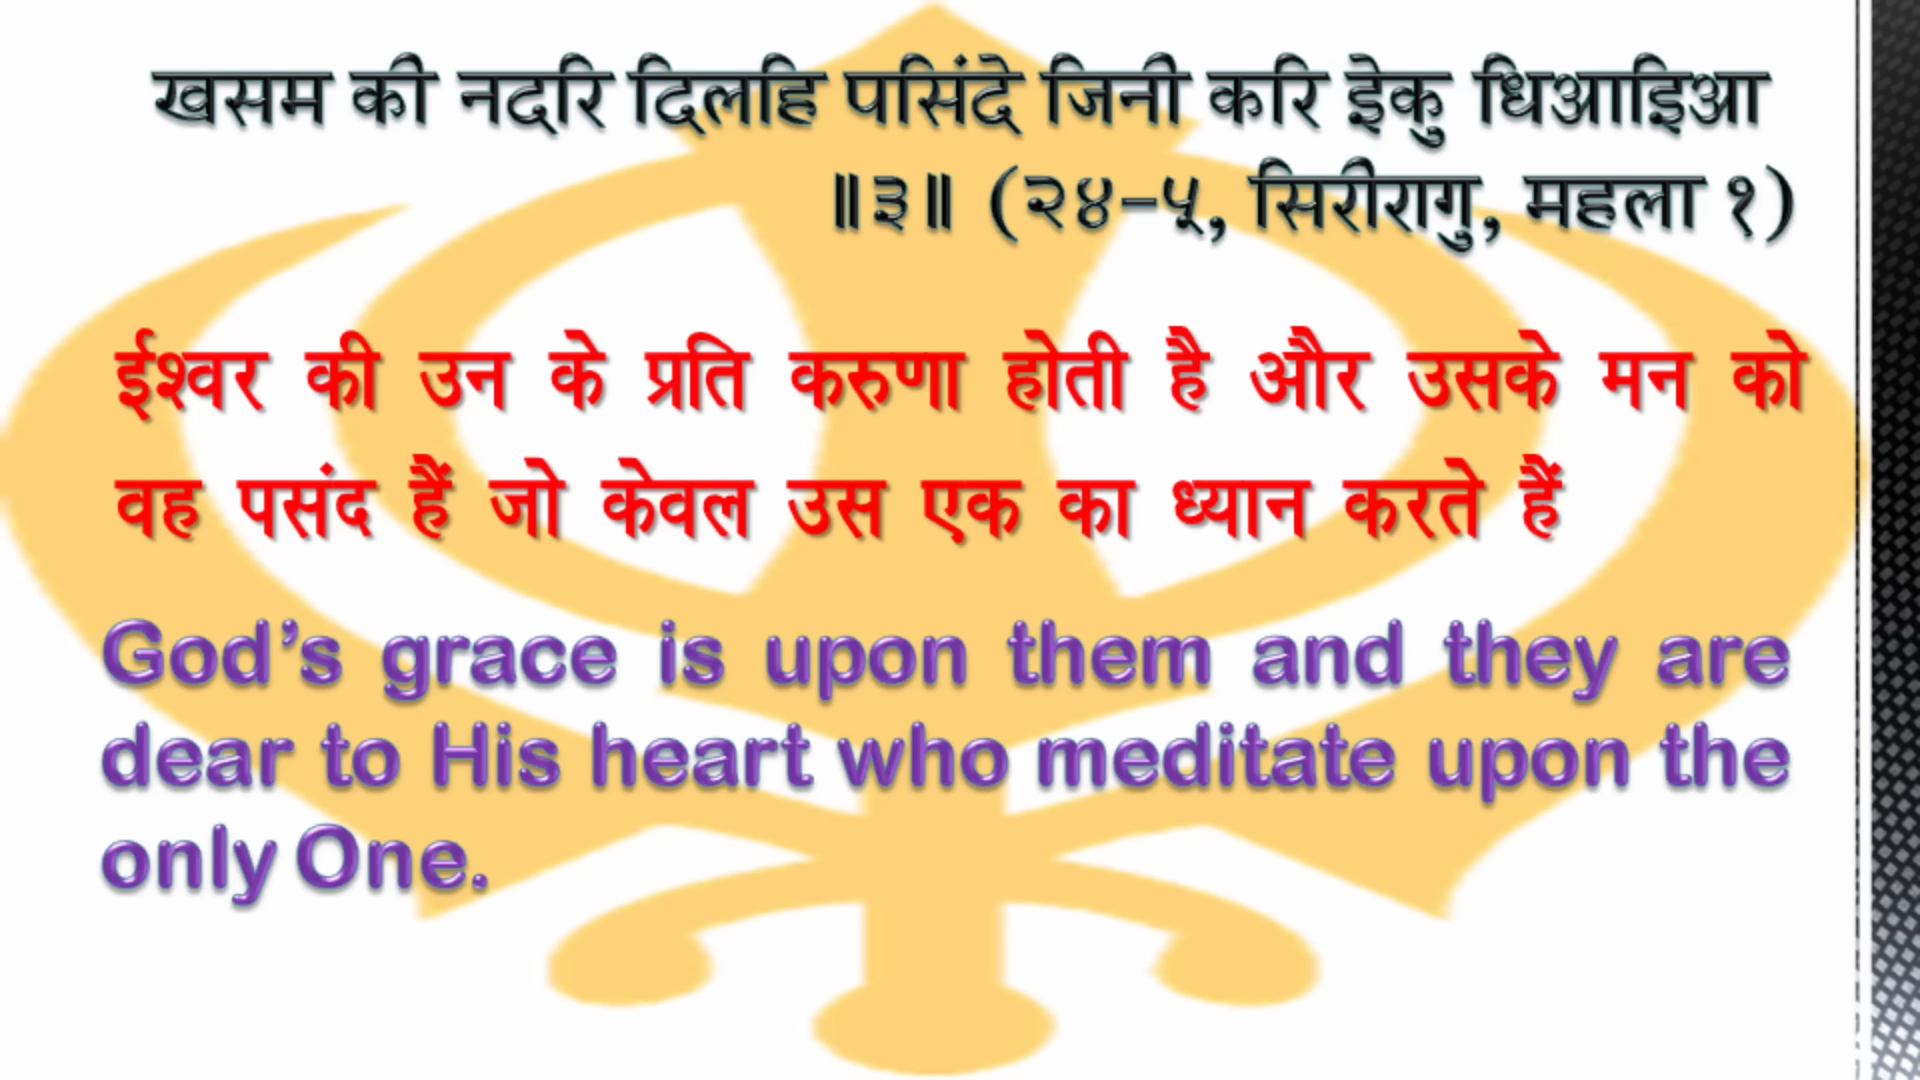 खसम की नदरि दिलहि पसिंदे जिनी करि इेकु धिआाइिआ
॥३॥ (२४-५, सिरीरागु, महला १)
ईश्वर की उन के प्रति करुणा होती है और उसके मन को
वह पसंद हैं जो केवल उस एक का ध्यान करते हैं
God’s grace is upon them and they are
dear to His heart who meditate upon the
only One.